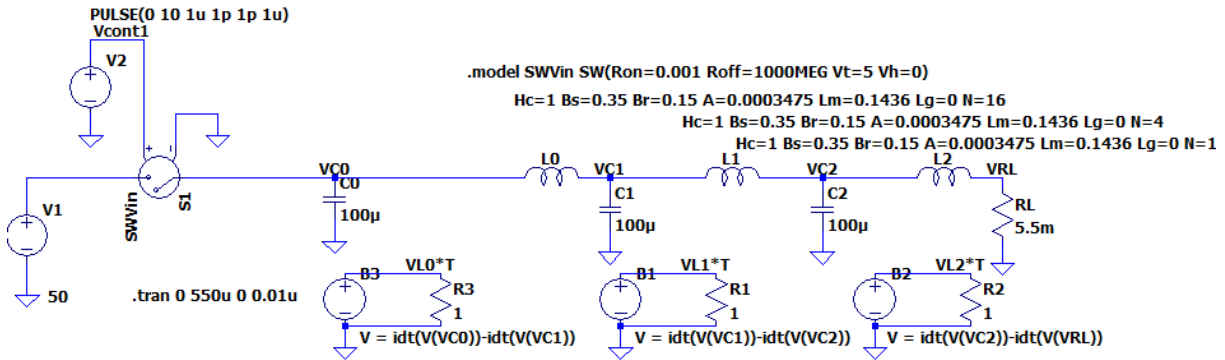 PULSE(0 10 1u 1p 1p 1u)
Vcont1
V2
.model SWVin SW(Ron=0.001 Roff=1000MEG Vt=5 Vh=0)
Hc=1 Bs=0.35 Br=0.15 A=0.0003475 Lm=0.1436 Lg=0 N=16
Hc=1 Bs=0.35 Br=0.15 A=0.0003475 Lm=0.1436 Lg=0 N=4
Hc=1 Bs=0.35 Br=0.15 A=0.0003475 Lm=0.1436 Lg=0 N=1
VC0 L0 VC1 L1 VC2 L2 VRL
V1
SWVin
S1
C0
100µ
C1
100µ
C2
100µ
RL
5.5m
50
.tran 0 550u 0 0.01u
B3 VL0*T
R3
1
V = idt(V(VC0))-idt(V(VC1))
B1 VL1*T
R1
1
V = idt(V(VC1))-idt(V(VC2))
B2 VL2*T
R2
1
V = idt(V(VC2))-idt(V(VRL))